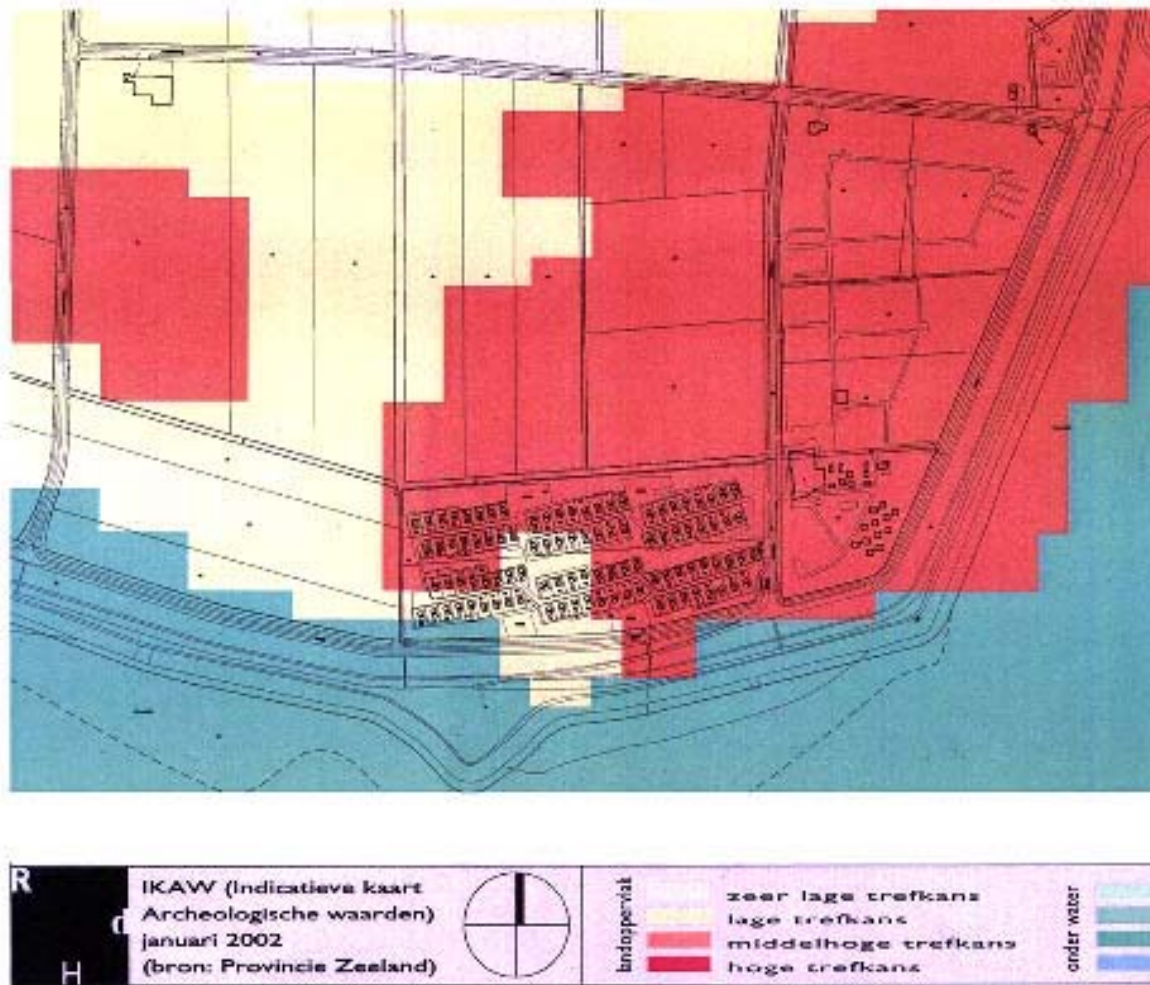 R
d
H
IKAW (Indicatieve kaart
Archeologische waarden)
januari 2002
(bron: Provincie Zeeland)
landoppervlak
zeer lage trefkans
lage trefkans
middelhoge trefkans
hoge trefkans
onder water